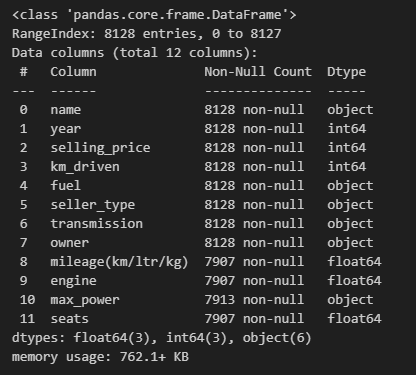 <class 'pandas.core.frame.DataFrame'>
RangeIndex: 8128 entries, 0 to 8127
Data columns (total 12 columns):
 #   Column              Non-Null Count  Dtype
---  ------              --------------  -----
 0   name                8128 non-null   object
 1   year                8128 non-null   int64
 2   selling_price       8128 non-null   int64
 3   km_driven           8128 non-null   int64
 4   fuel                8128 non-null   object
 5   seller_type         8128 non-null   object
 6   transmission        8128 non-null   object
 7   owner               8128 non-null   object
 8   mileage(km/ltr/kg)  7907 non-null   float64
 9   engine              7907 non-null   float64
 10  max_power           7913 non-null   object
 11  seats               7907 non-null   float64
dtypes: float64(3), int64(3), object(6)
memory usage: 762.1+ KB